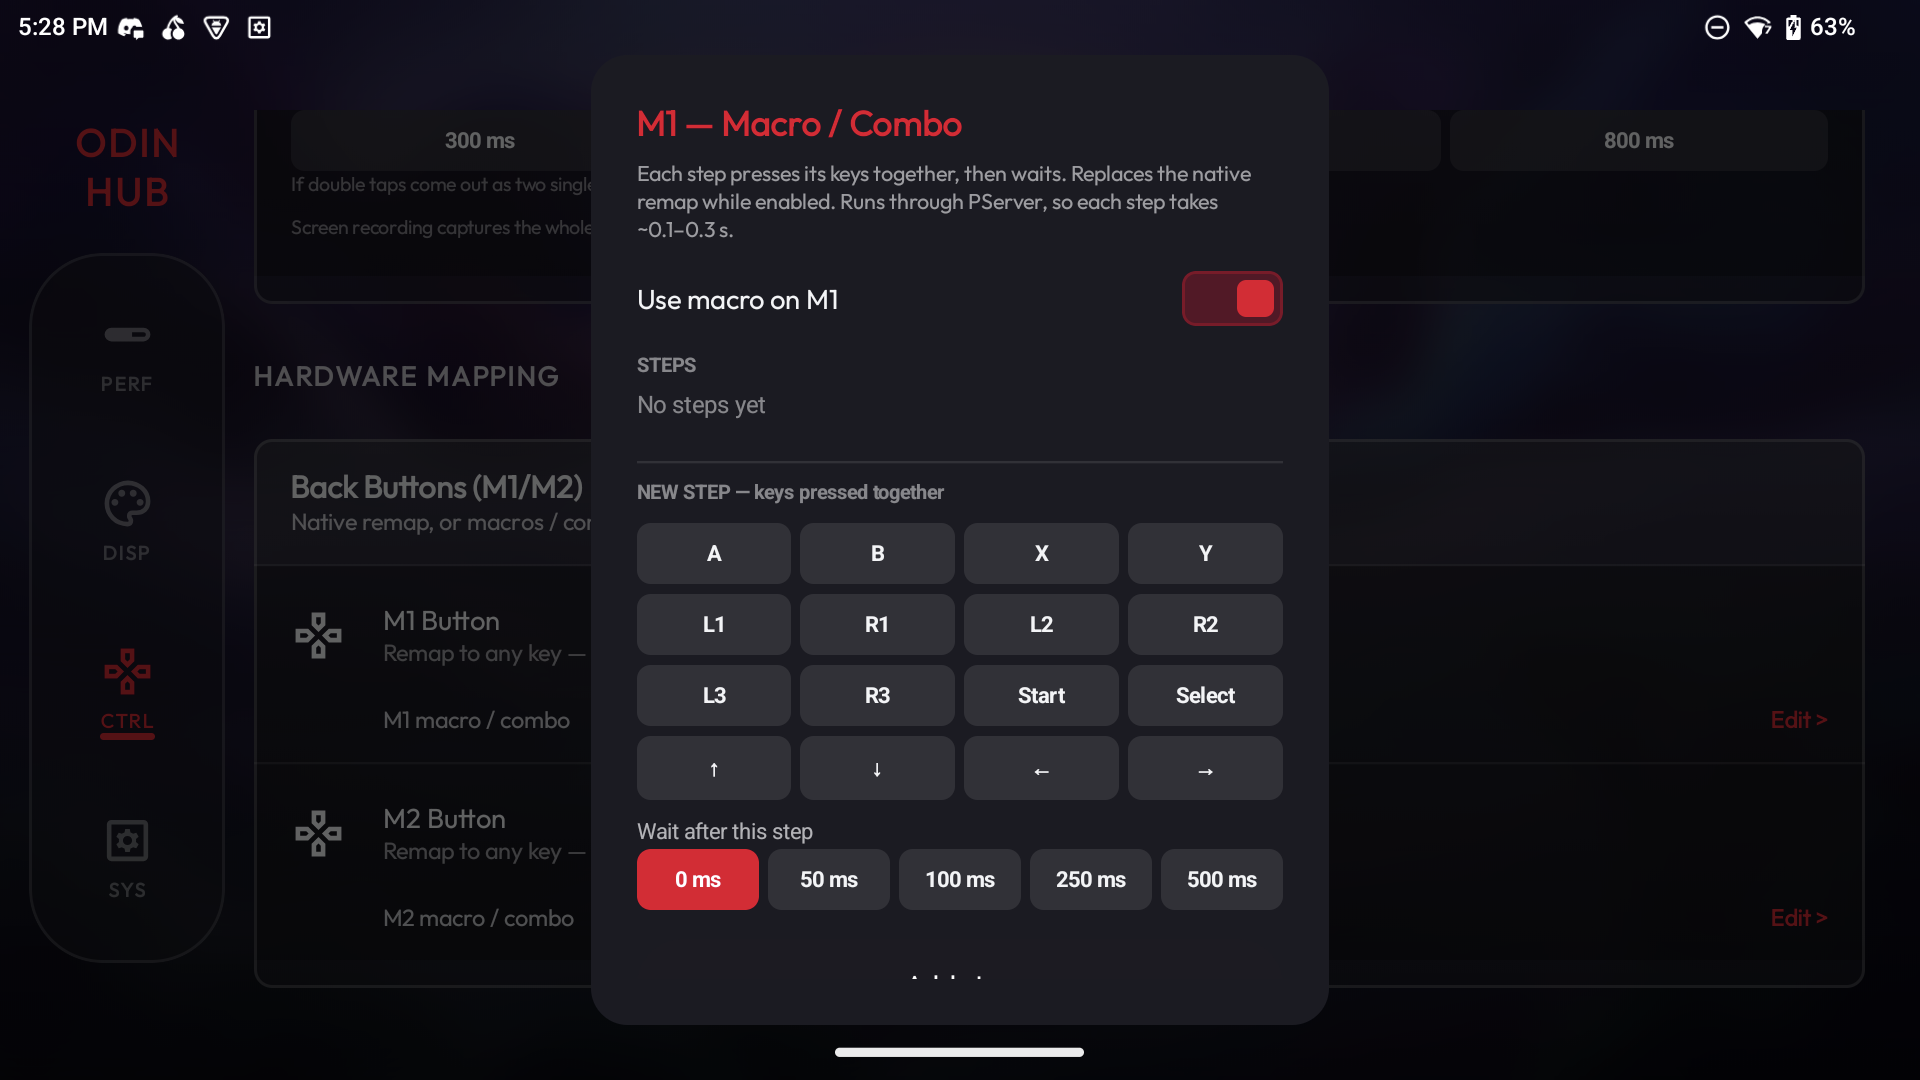 5:28 PM
63%
ODIN
HUB
PERF
DISP
CTRL
SYS
300 ms
800 ms
If double taps come out as two single
Screen recording captures the whole
HARDWARE MAPPING
Back Buttons (M1/M2)
Native remap, or macros / co
M1 Button
Remap to any key —
M1 macro / combo
Edit >
M2 Button
Remap to any key —
M2 macro / combo
Edit >
M1 — Macro / Combo
Each step presses its keys together, then waits. Replaces the native
remap while enabled. Runs through PServer, so each step takes
~0.1–0.3 s.
Use macro on M1
STEPS
No steps yet
NEW STEP — keys pressed together
A B X Y
L1 R1 L2 R2
L3 R3 Start Select
↑ ↓ ← →
Wait after this step
0 ms 50 ms 100 ms 250 ms 500 ms